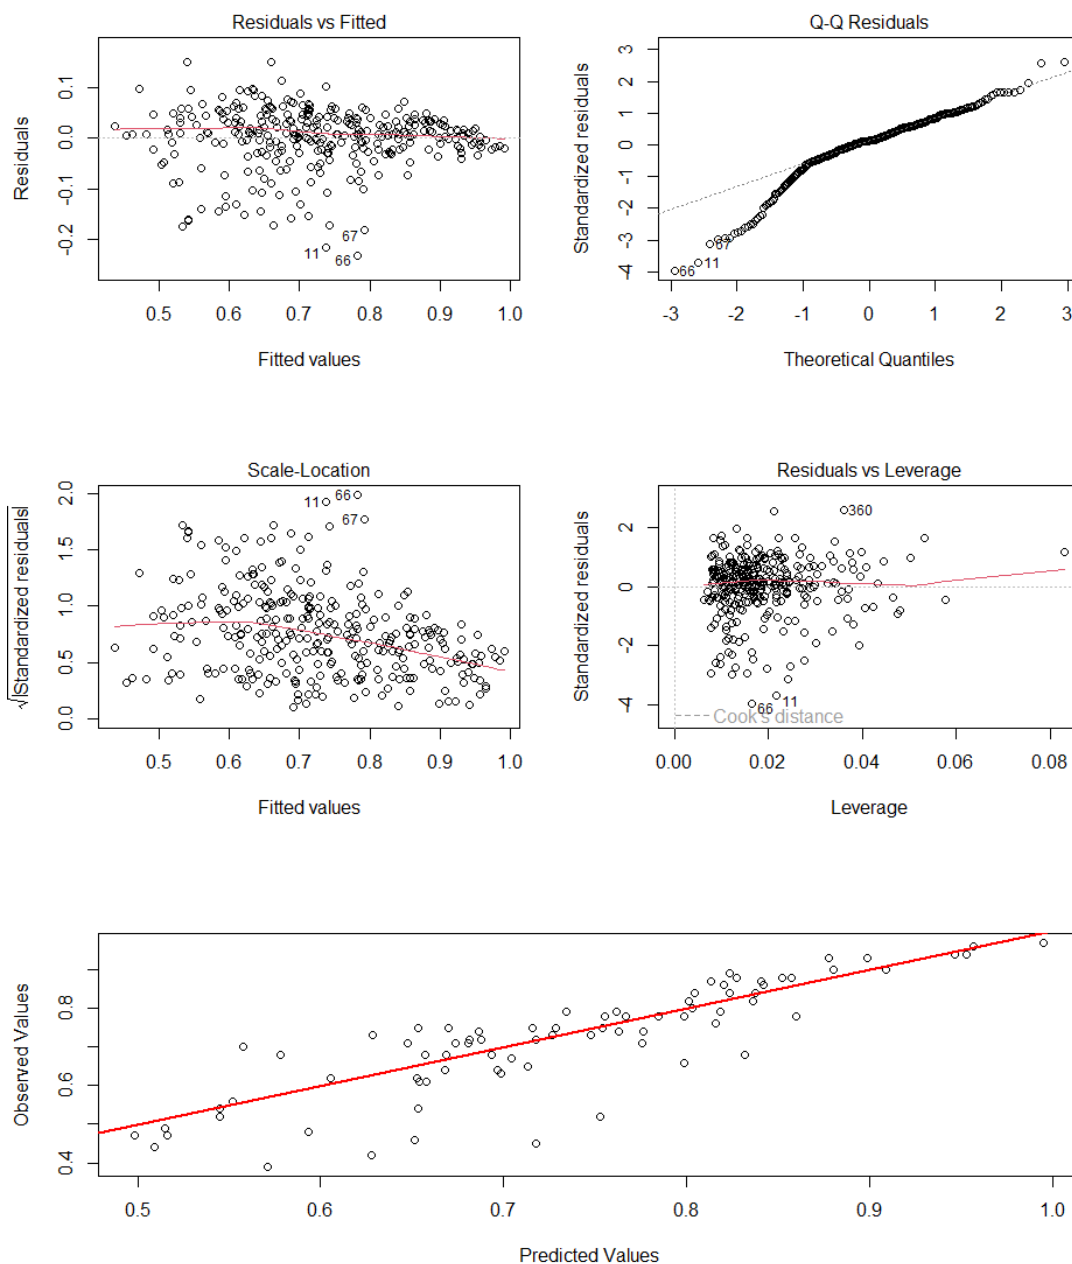 Residuals vs Fitted
Residuals
0.1
0.0
-0.1
-0.2
67
11
66
0.5 0.6 0.7 0.8 0.9 1.0
Fitted values
Q-Q Residuals
Standardized residuals
3
2
1
0
-1
-2
-3
-4
67
11
66
-3 -2 -1 0 1 2 3
Theoretical Quantiles
Scale-Location
√|Standardized residuals|
2.0
1.5
1.0
0.5
0.0
66
11
67
0.5 0.6 0.7 0.8 0.9 1.0
Fitted values
Residuals vs Leverage
Standardized residuals
2
0
-2
-4
360
11
66
Cook's distance
0.00 0.02 0.04 0.06 0.08
Leverage
Observed Values
0.8
0.6
0.4
0.5 0.6 0.7 0.8 0.9 1.0
Predicted Values